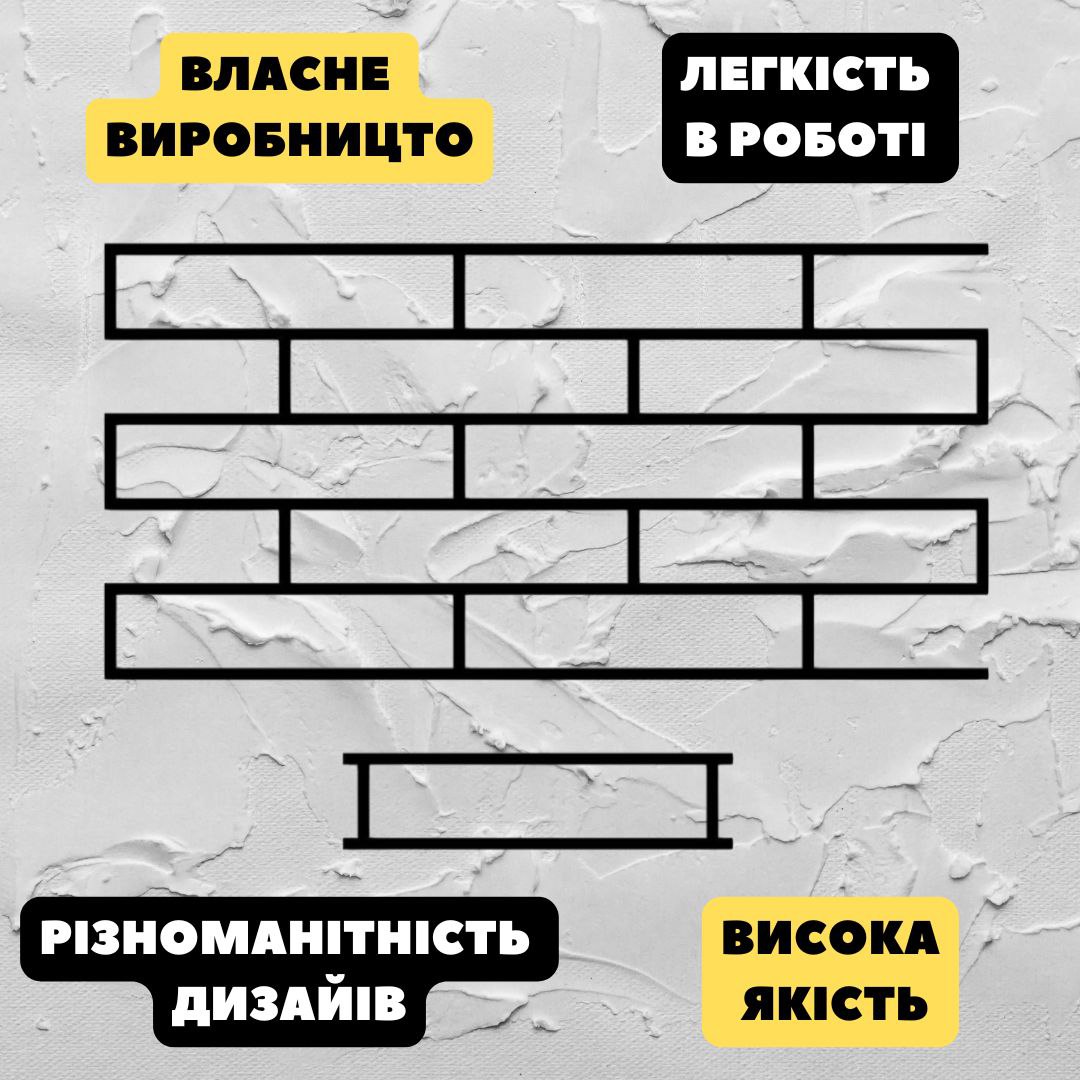 ВЛАСНЕ
ВИРОБНИЦТО
ЛЕГКІСТЬ
В РОБОТІ
РІЗНОМАНІТНІСТЬ
ДИЗАЙІВ
ВИСОКА
ЯКІСТЬ